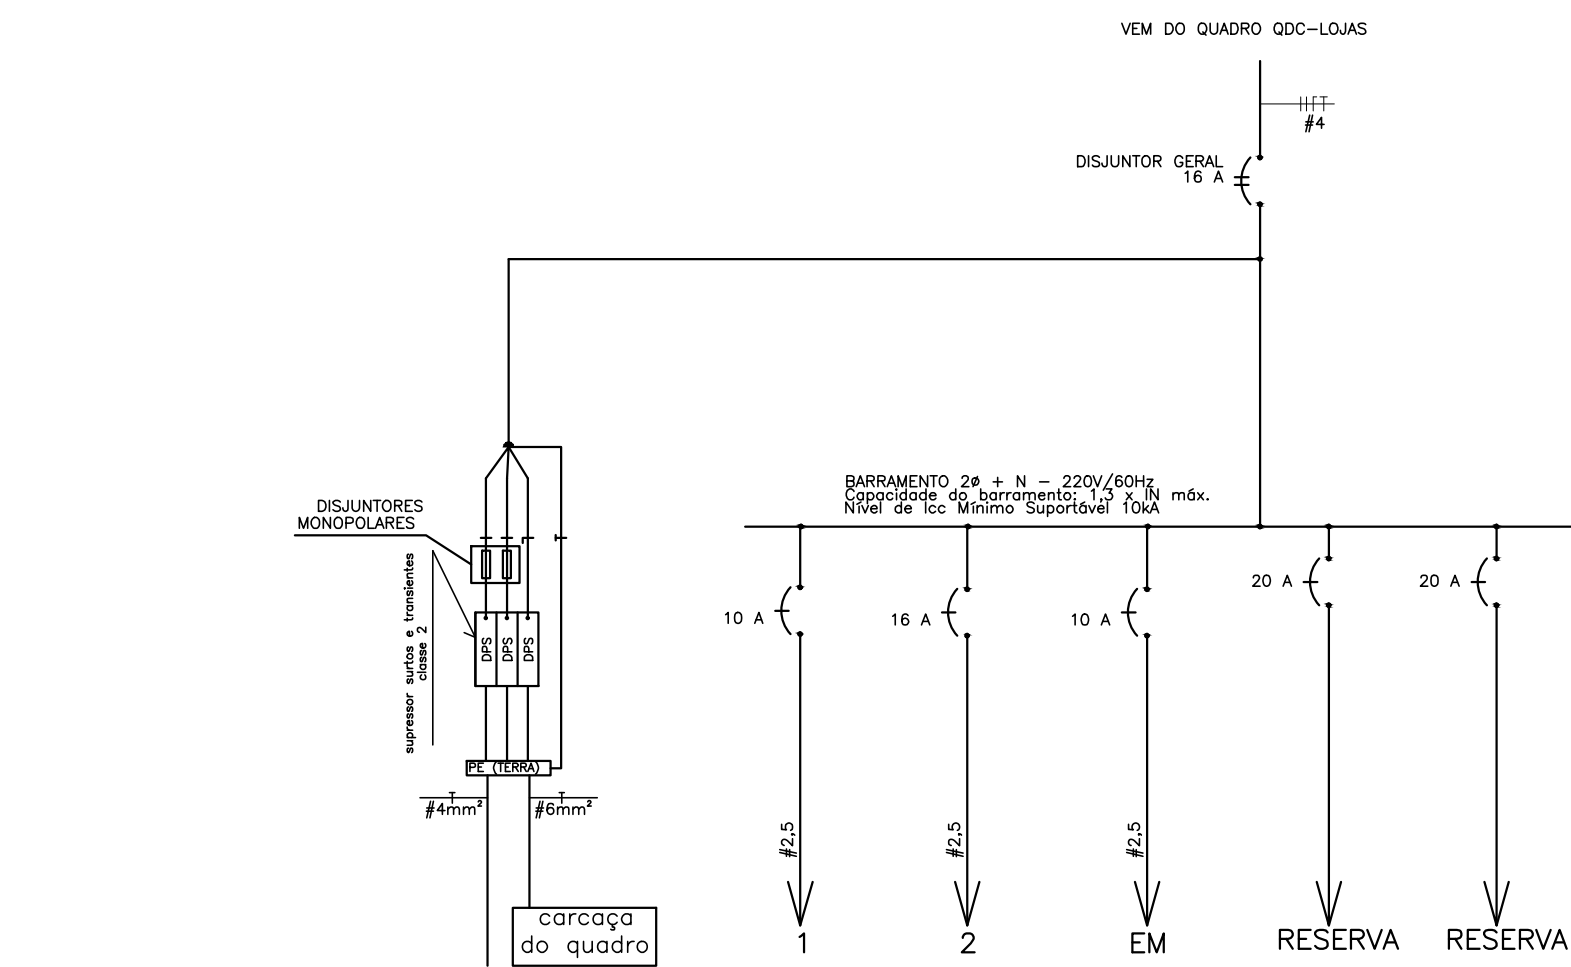 VEM DO QUADRO QDC-LOJAS
#4
DISJUNTOR GERAL
16 A
BARRAMENTO 2ø + N - 220V/60Hz
Capacidade do barramento: 1,3 x IN máx.
Nível de Icc Mínimo Suportável 10kA
DISJUNTORES
MONOPOLARES
supressor surtos e transientes
classe 2
DPS
DPS
DPS
PE (TERRA)
#4mm²
#6mm²
carcaça
do quadro
10 A
16 A
10 A
20 A
20 A
#2,5
#2,5
#2,5
1
2
EM
RESERVA
RESERVA